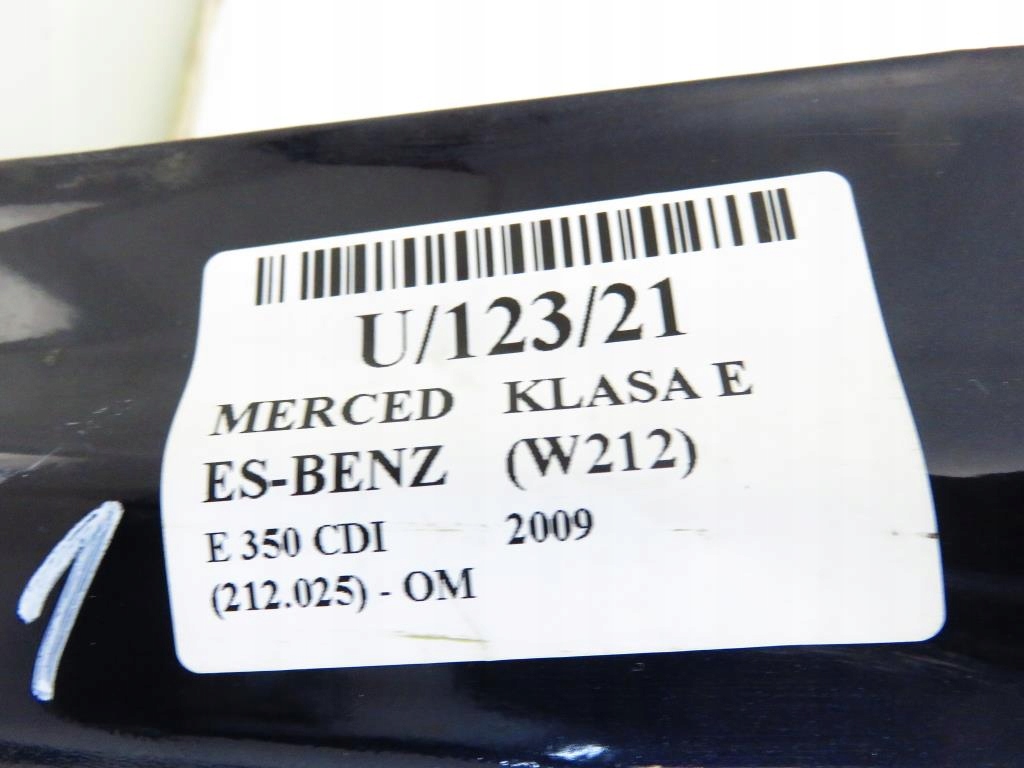 U/123/21
MERCED KLASA E
ES-BENZ (W212)
E 350 CDI 2009
(212.025) - OM
1